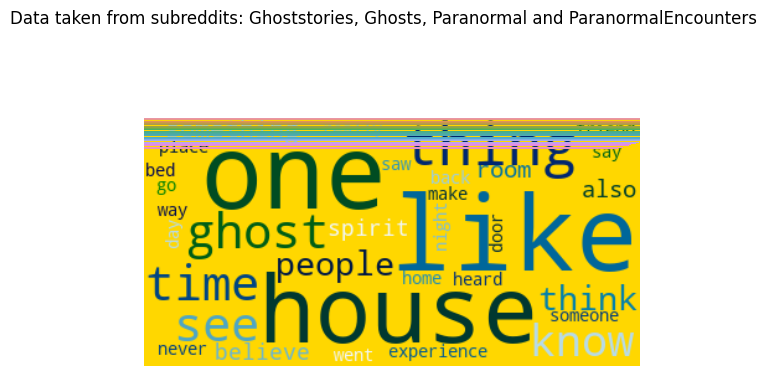 Data taken from subreddits: Ghoststories, Ghosts, Paranormal and ParanormalEncounters
thing
place
one
saw
say
bed
back
room
go
make
also
way
like
ghost
spirit
day
night
door
people
time
home
heard
house
think
see
someone
know
never
believe
went
experience